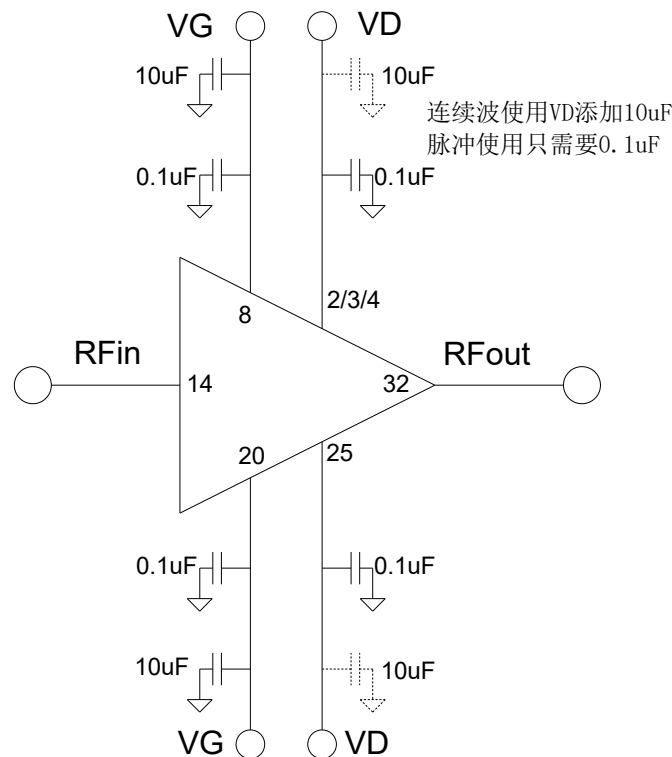 VG
VD
10uF
10uF
连续波使用VD添加10uF
脉冲使用只需要0.1uF
0.1uF
0.1uF
8
2/3/4
RFin
RFout
14
32
20
25
0.1uF
0.1uF
10uF
10uF
VG
VD